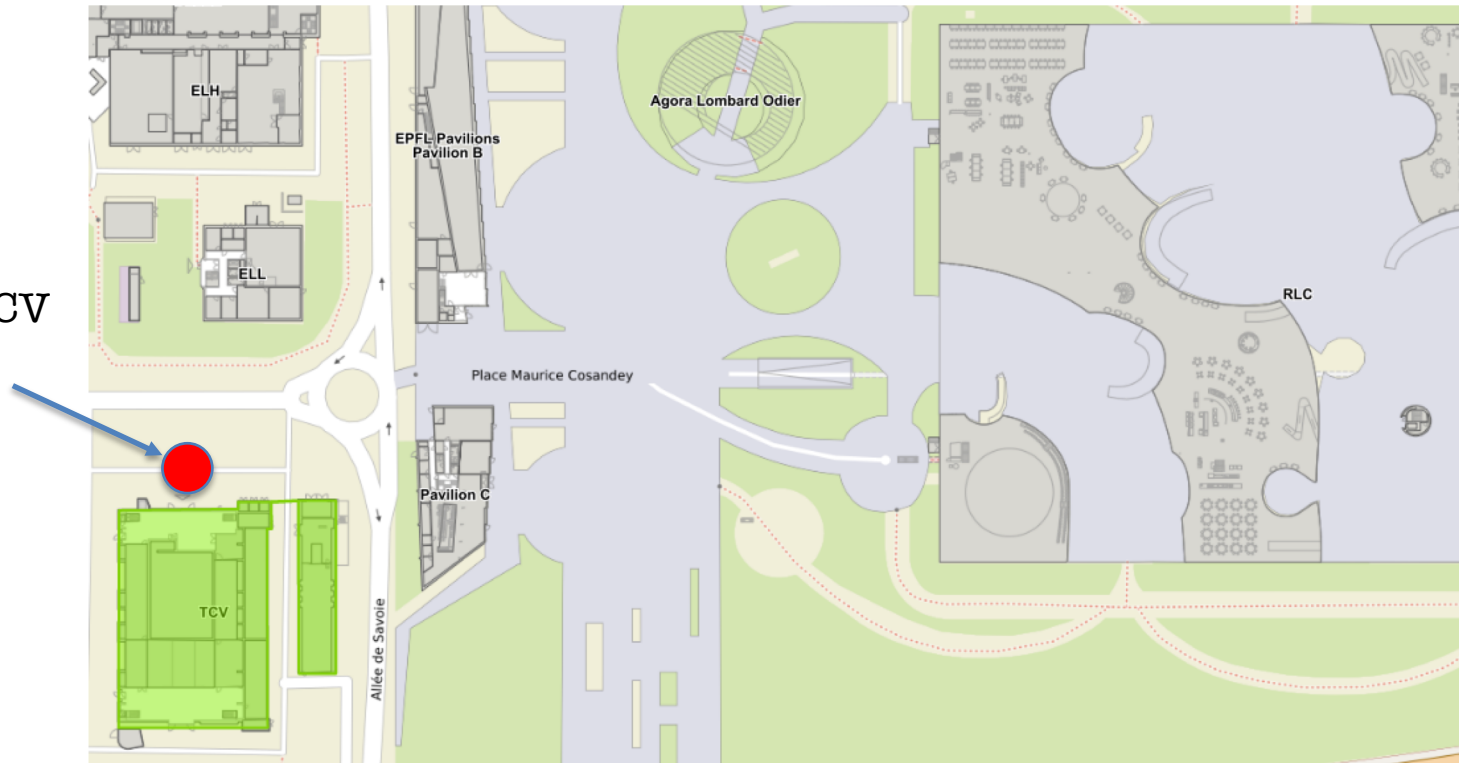 ELH
Agora Lombard Odier
EPFL Pavilions
Pavilion B
ELL
CV
RLC
Place Maurice Cosandey
Pavilion C
TCV
Allée de Savoie